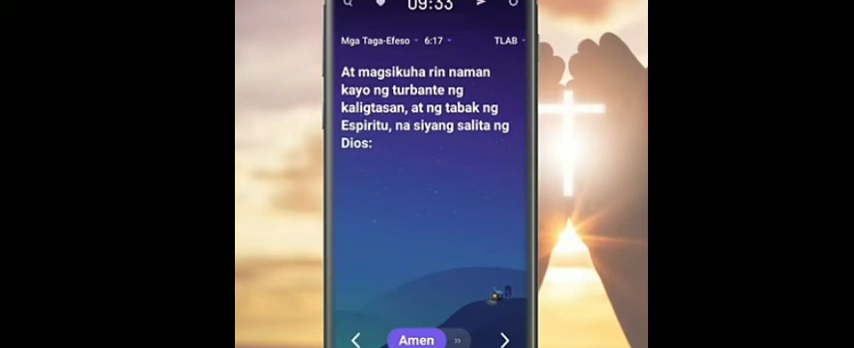 09:33
Mga Taga-Efeso 6:17 TLAB
At magsikuha rin naman
kayo ng turbante ng
kaligtasan, at ng tabak ng
Espiritu, na siyang salita ng
Dios:
Amen